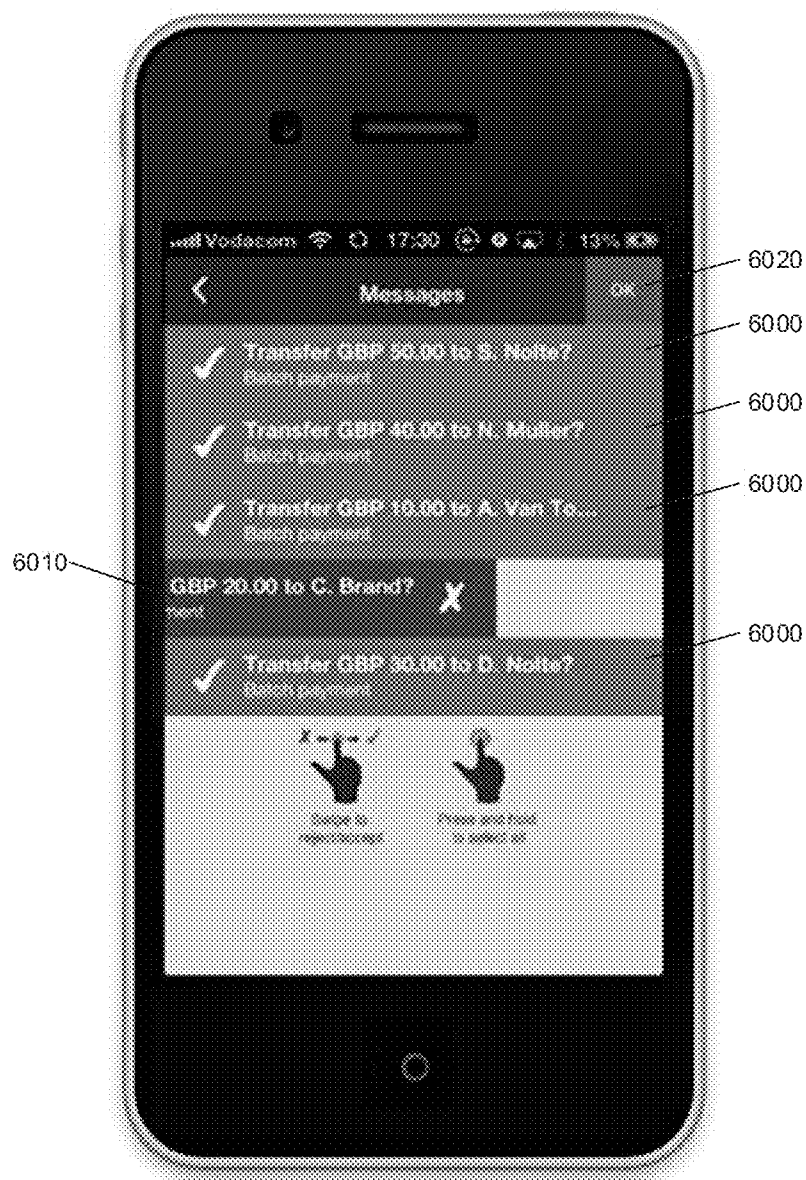 Vodacom 17:30 13%
Messages OK
6020
Transfer GBP 50.00 to S. Nolte?
Batch payment
6000
Transfer GBP 40.00 to N. Muller?
Batch payment
6000
Transfer GBP 10.00 to A. Van To...
Batch payment
6000
6010
GBP 20.00 to C. Brand?
ment
Transfer GBP 30.00 to D. Nolte?
Batch payment
6000
X ✓
Swipe to
reject/accept
Press and hold
to select all